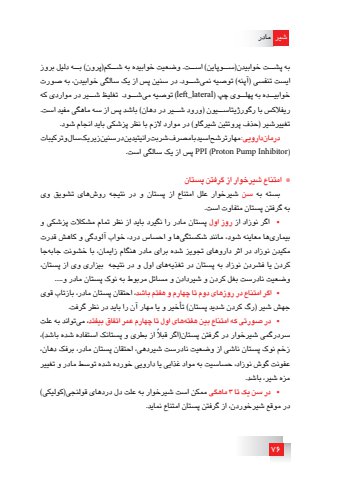 شیر مادر
به پشت خوابیدن(سوپاین) است. وضعیت خوابیده به شکم(پرون) به دلیل بروز
ایست تنفسی (آپنه) توصیه نمی‌شود. در سنین پس از یک سالگی خوابیدن، به صورت
خوابیده به پهلوی چپ (left_lateral) توصیه می‌شود. تغلیظ شیر در مواردی که
ریفلاکس با رگورژیتاسیون (ورود شیر در دهان) باشد پس از سه ماهگی مفید است.
تغییرشیر (حذف پروتئین شیرگاو) در موارد لازم با نظر پزشکی باید انجام شود.
درمان‌دارویی: مهار ترشح اسید با مصرف شربت رانیتیدین در سنین زیر یک سال و ترکیبات
PPI (Proton Pump Inhibitor) پس از یک سالگی است.
* امتناع شیرخوار از گرفتن پستان
بسته به سن شیرخوار علل امتناع از پستان و در نتیجه روش‌های تشویق وی
به گرفتن پستان متفاوت است.
• اگر نوزاد از روز اول پستان مادر را نگیرد باید از نظر تمام مشکلات پزشکی و
بیماری‌ها معاینه شود، مانند شکستگی‌ها و احساس درد، خواب آلودگی و کاهش قدرت
مکیدن نوزاد در اثر داروهای تجویز شده برای مادر هنگام زایمان، با خشونت جابه‌جا
کردن یا فشردن نوزاد به پستان در تغذیه‌های اول و در نتیجه بیزاری وی از پستان،
وضعیت نادرست بغل کردن و شیردادن و مسائل مربوط به نوک پستان مادر و....
• اگر امتناع در روزهای دوم تا چهارم و هفتم باشد، احتقان پستان مادر، بازتاب قوی
جهش شیر (رگ کردن شدید پستان) تأخیر و یا مهار آن را باید در نظر گرفت.
• در صورتی که امتناع بین هفته‌های اول تا چهارم عمر اتفاق بیفتد، می‌تواند به علت
سردرگمی شیرخوار در گرفتن پستان(اگر قبلاً از بطری و پستانک استفاده شده باشد)،
زخم نوک پستان ناشی از وضعیت نادرست شیردهی، احتقان پستان مادر، برفک دهان،
عفونت گوش نوزاد، حساسیت به مواد غذایی یا دارویی خورده شده توسط مادر و تغییر
مزه شیر، باشد.
• در سن یک تا ۳ ماهگی ممکن است شیرخوار به علت دل دردهای قولنجی(کولیکی)
در موقع شیرخوردن، از گرفتن پستان امتناع نماید.
۷۶